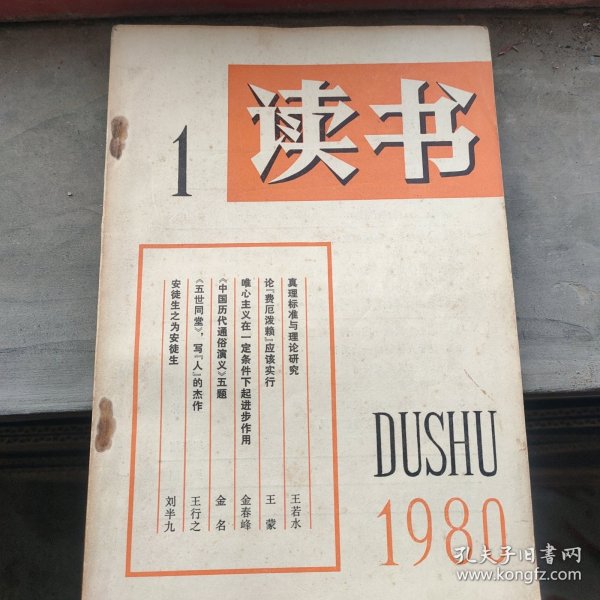 读书
1
真理标准与理论研究 王若水
论『费厄泼赖』应该实行 王蒙
唯心主义在一定条件下起进步作用 金春峰
《中国历代通俗演义》五题 金名
《五世同堂》，写『人』的杰作 王行之
安徒生之为安徒生 刘半九
DUSHU
1980
孔夫子旧书网
www.kongfz.com